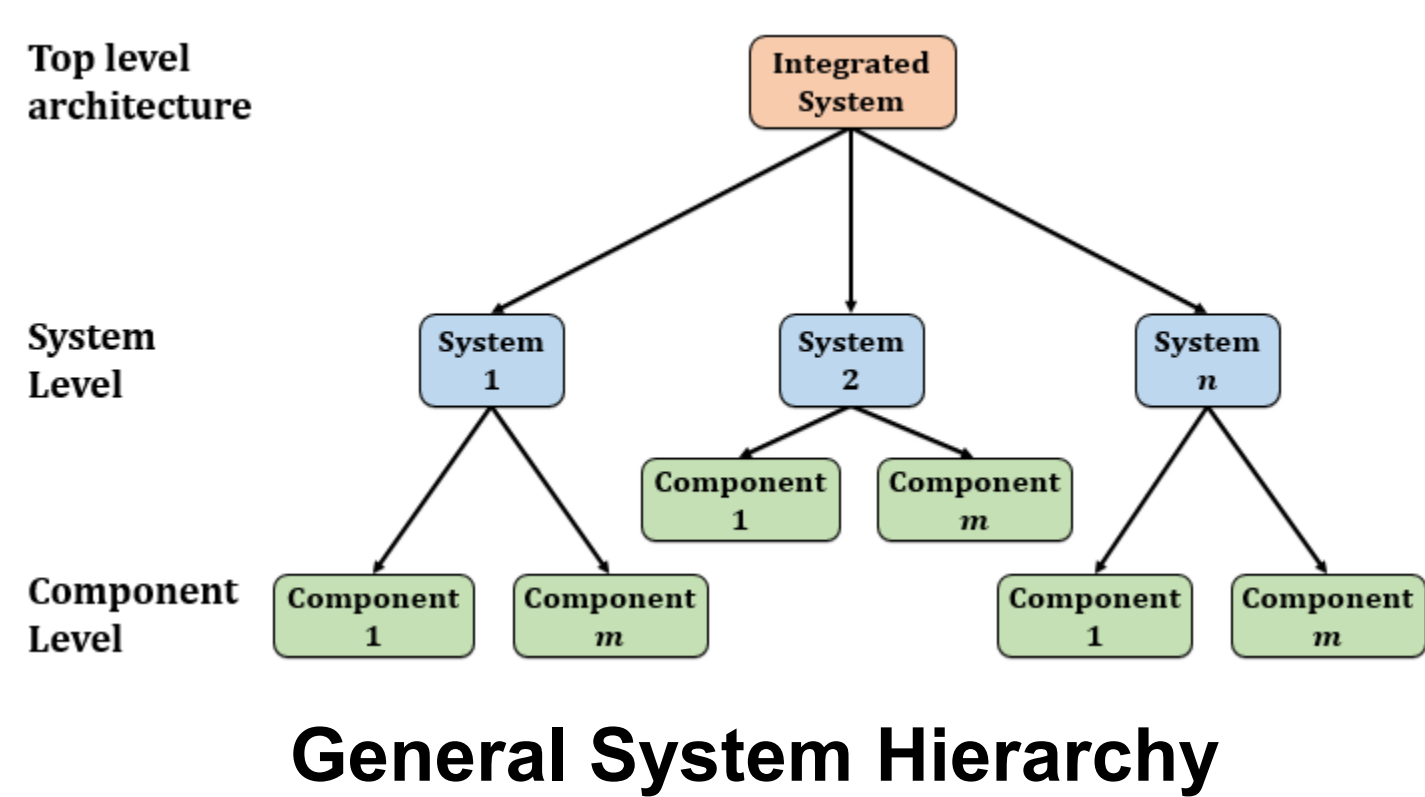 Top level
architecture
Integrated
System
System
Level
System
1
System
2
System
n
Component
1
Component
m
Component
Level
Component
1
Component
m
Component
1
Component
m
General System Hierarchy